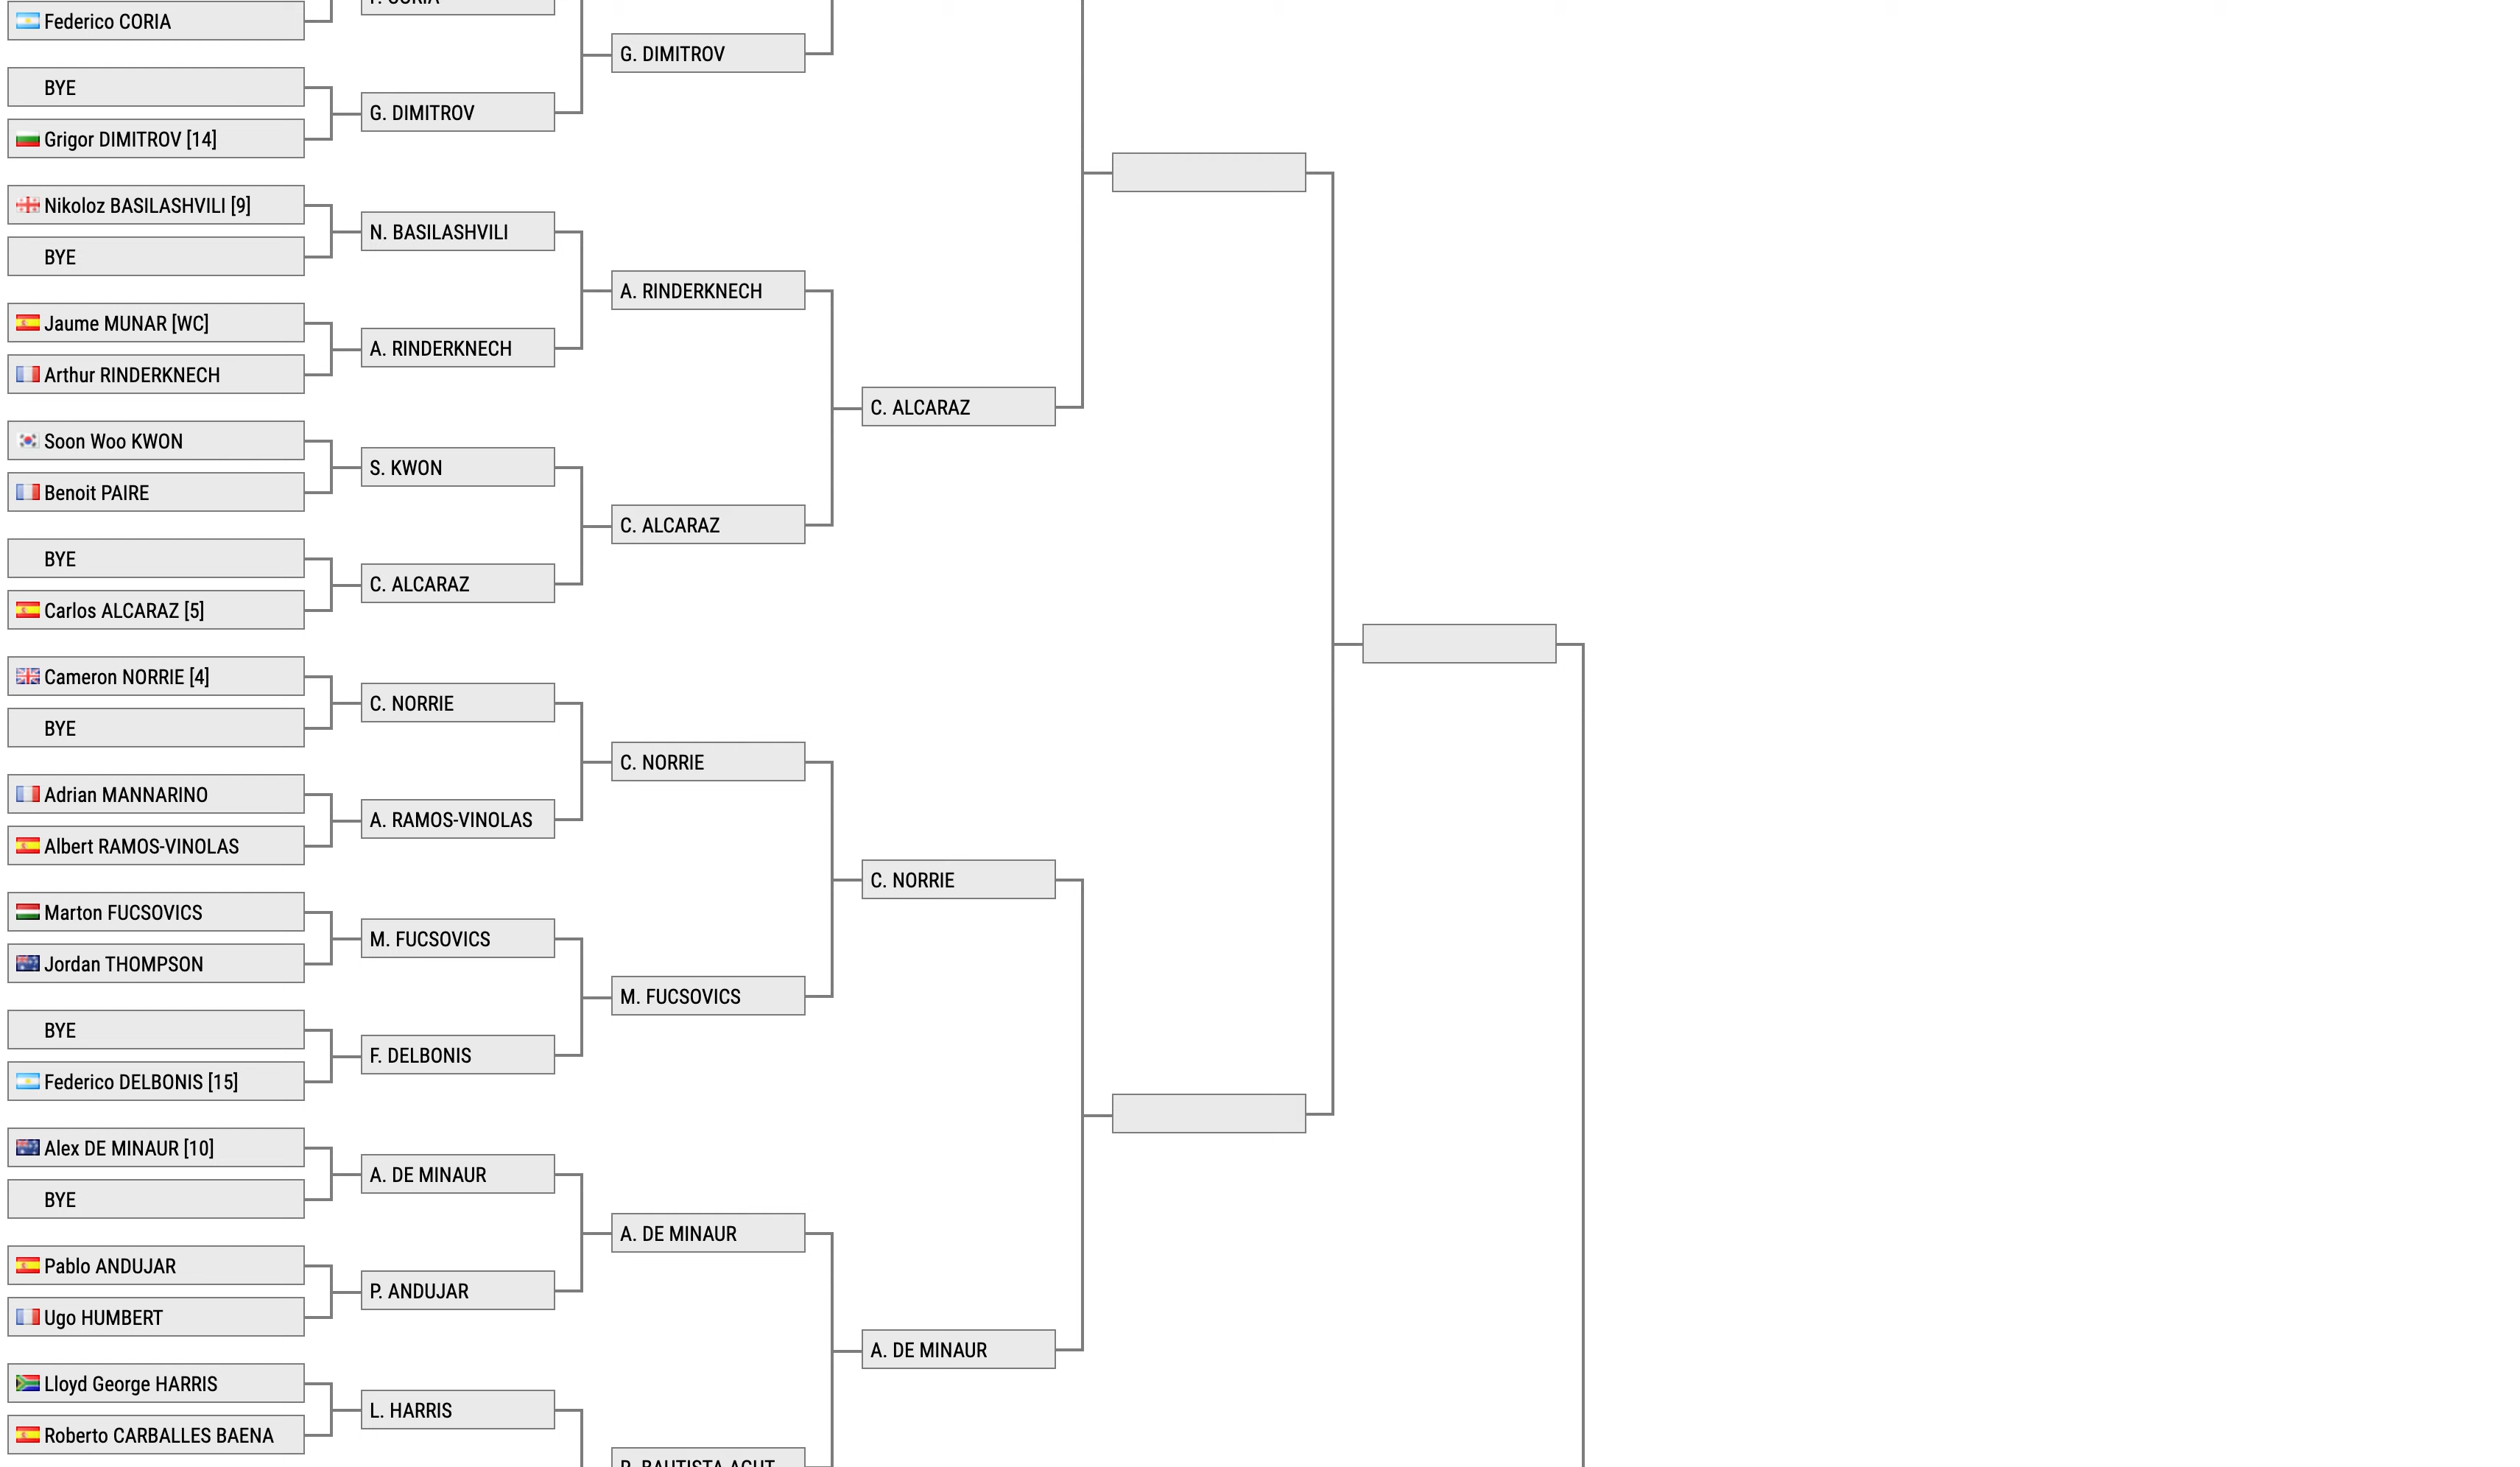 Federico CORIA
BYE
Grigor DIMITROV [14]
Nikoloz BASILASHVILI [9]
BYE
Jaume MUNAR [WC]
Arthur RINDERKNECH
Soon Woo KWON
Benoit PAIRE
BYE
Carlos ALCARAZ [5]
Cameron NORRIE [4]
BYE
Adrian MANNARINO
Albert RAMOS-VINOLAS
Marton FUCSOVICS
Jordan THOMPSON
BYE
Federico DELBONIS [15]
Alex DE MINAUR [10]
BYE
Pablo ANDUJAR
Ugo HUMBERT
Lloyd George HARRIS
Roberto CARBALLES BAENA
F. CORIA
G. DIMITROV
N. BASILASHVILI
A. RINDERKNECH
S. KWON
C. ALCARAZ
C. NORRIE
A. RAMOS-VINOLAS
M. FUCSOVICS
F. DELBONIS
A. DE MINAUR
P. ANDUJAR
L. HARRIS
G. DIMITROV
A. RINDERKNECH
C. ALCARAZ
C. NORRIE
M. FUCSOVICS
A. DE MINAUR
R. BAUTISTA AGUT
C. ALCARAZ
C. NORRIE
A. DE MINAUR